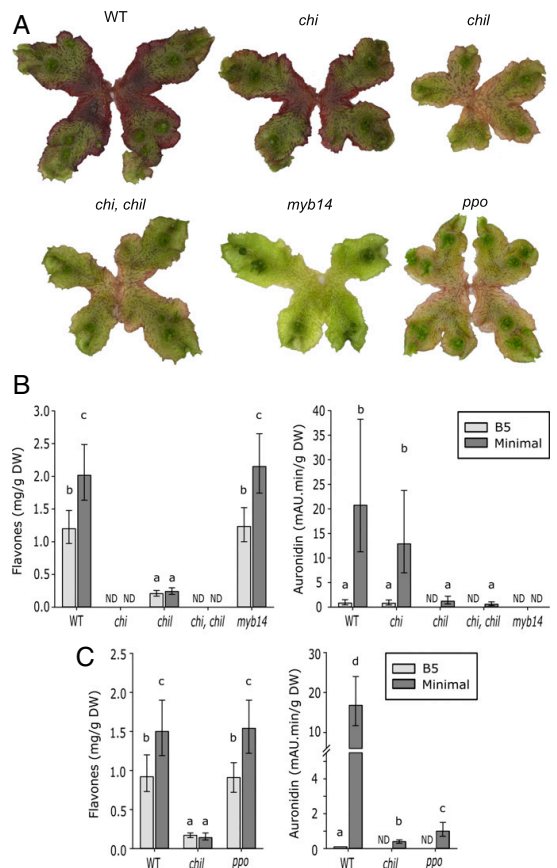 A
WT chi chil
chi, chil myb14 ppo
B
Flavones (mg/g DW)
3.0
2.5
2.0
1.5
1.0
0.5
0.0
b c ND ND a a ND ND b c
WT chi chil chi, chil myb14
Auronidin (mAU.min/g DW)
40
35
30
25
20
15
10
5
0
a b a b ND a ND a ND ND
WT chi chil chi, chil myb14
B5
Minimal
C
Flavones (mg/g DW)
2.0
1.5
1.0
0.5
0.0
b c a a b c
WT chil ppo
Auronidin (mAU.min/g DW)
30
20
10
4
2
0
a d ND b ND c
WT chil ppo
B5
Minimal